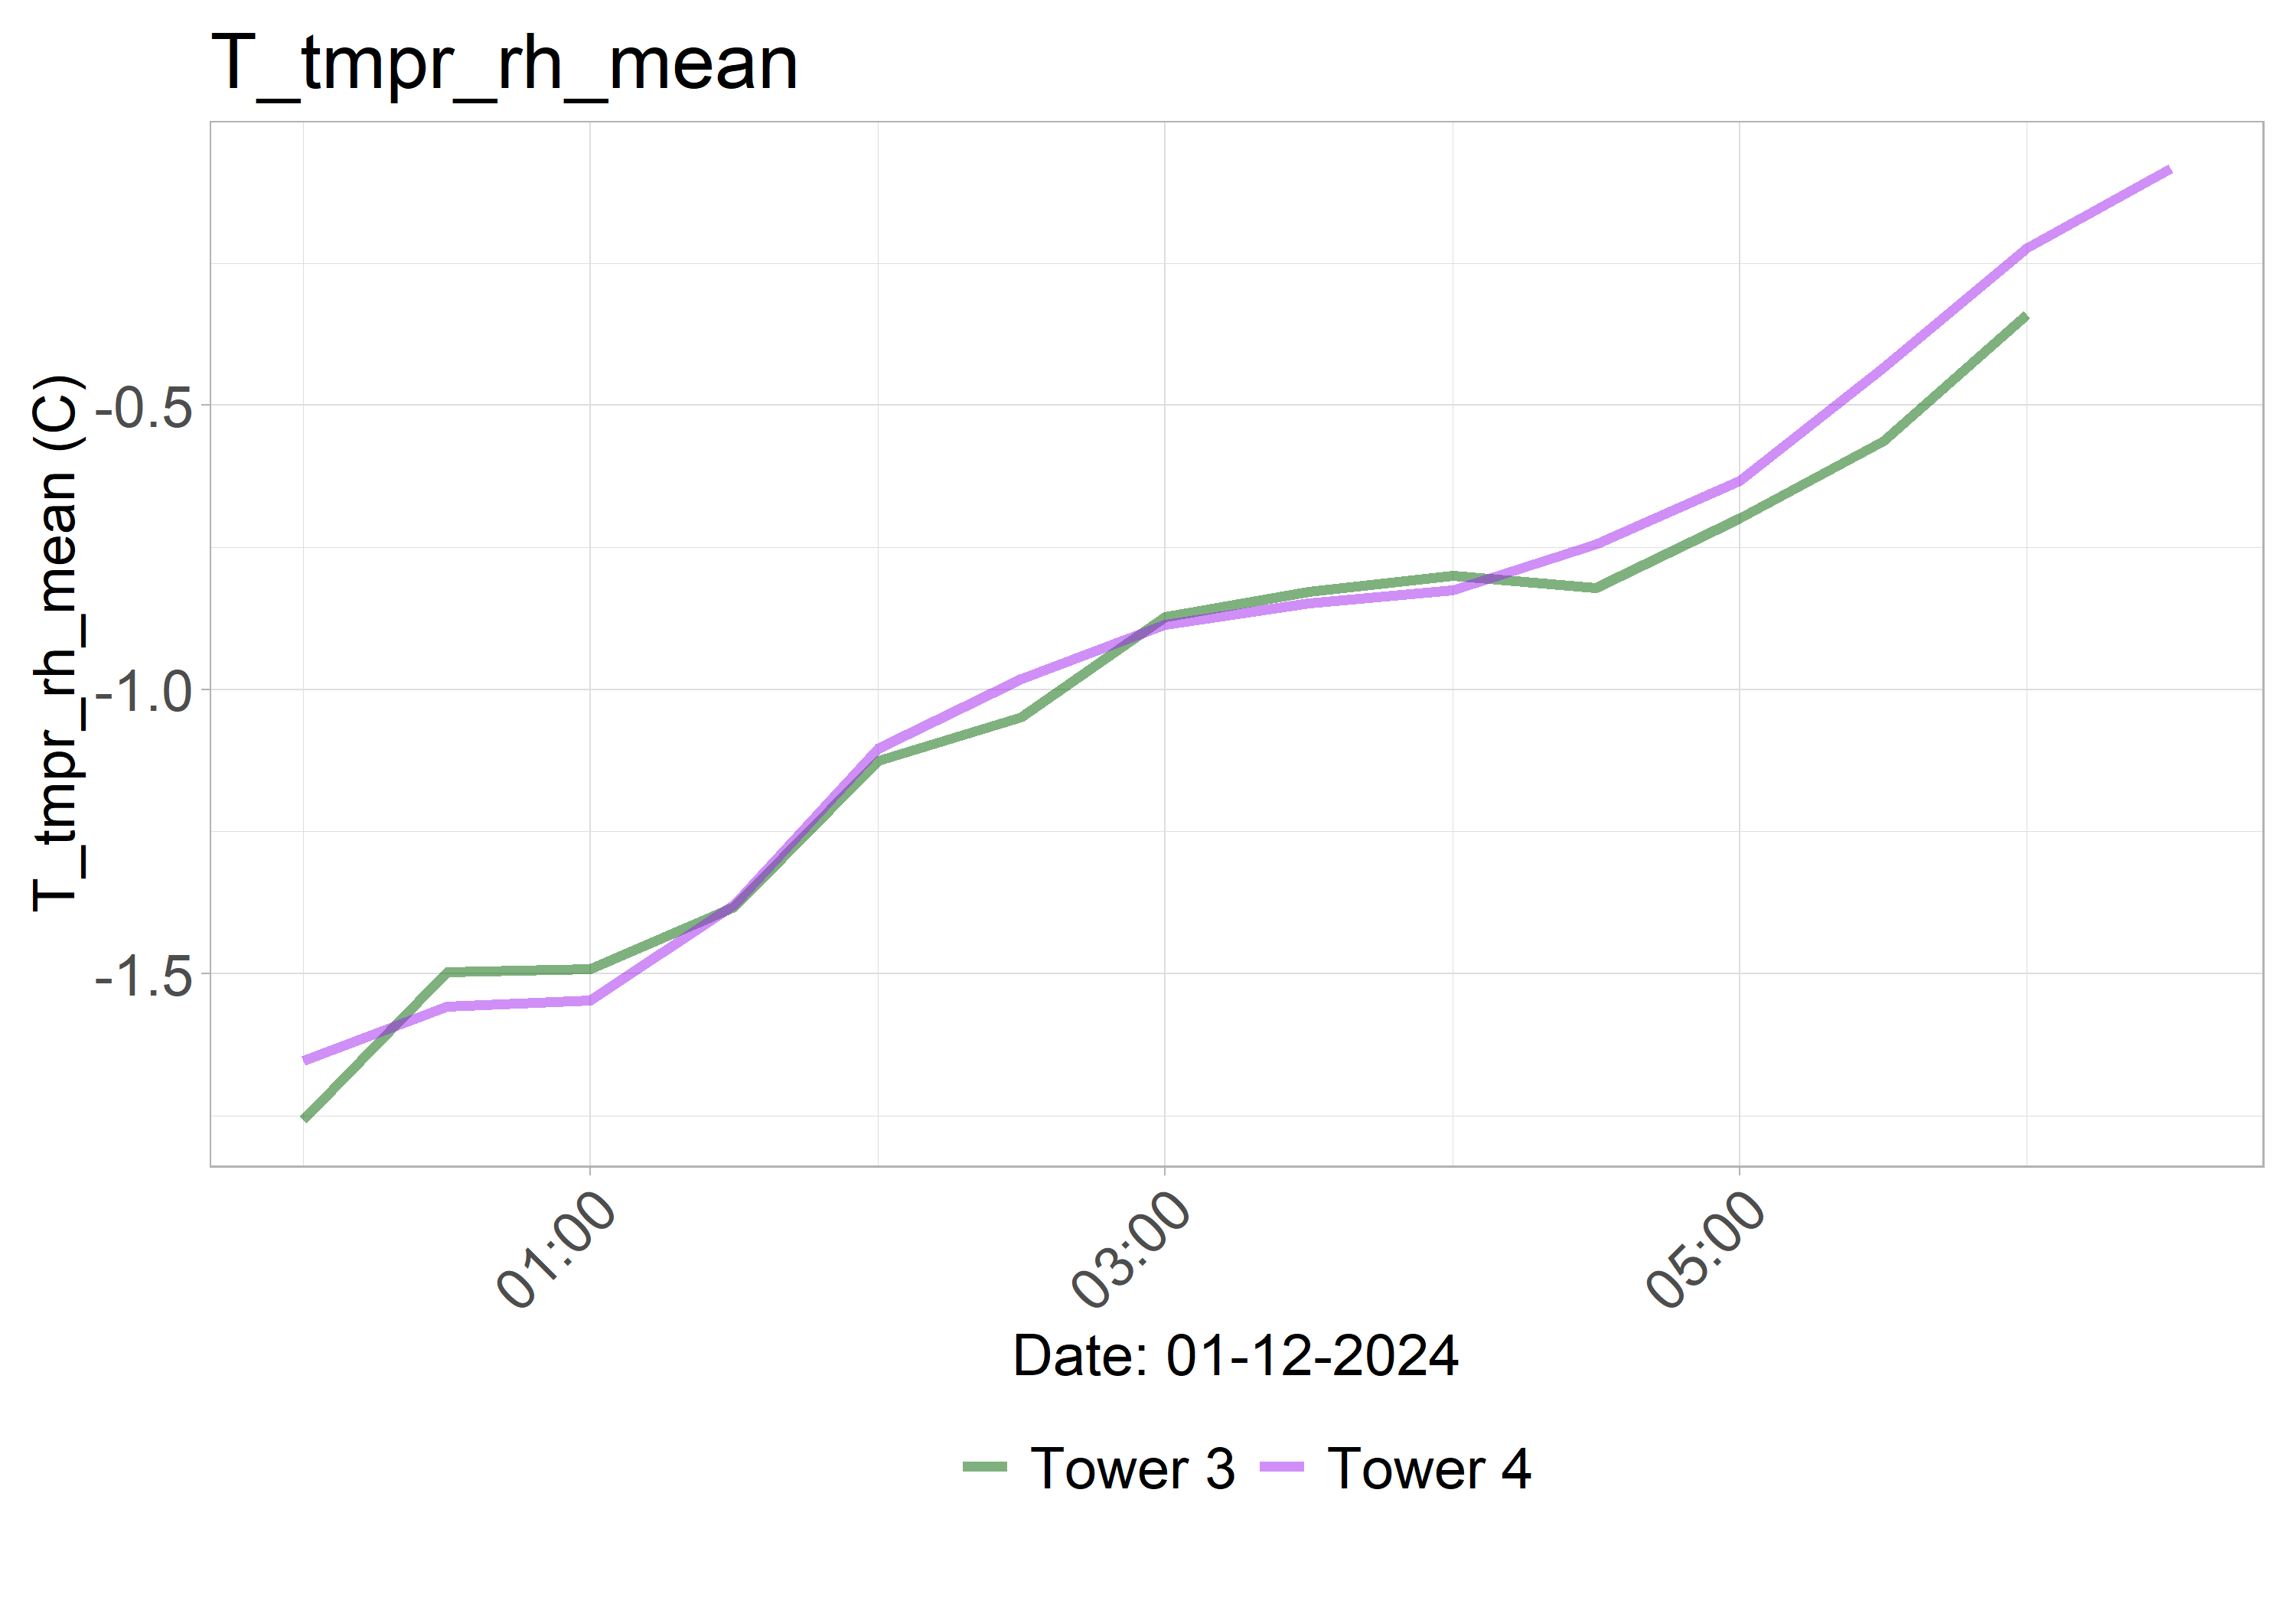 T_tmpr_rh_mean
T_tmpr_rh_mean (C)
-0.5
-1.0
-1.5
01:00
03:00
05:00
Date: 01-12-2024
Tower 3
Tower 4